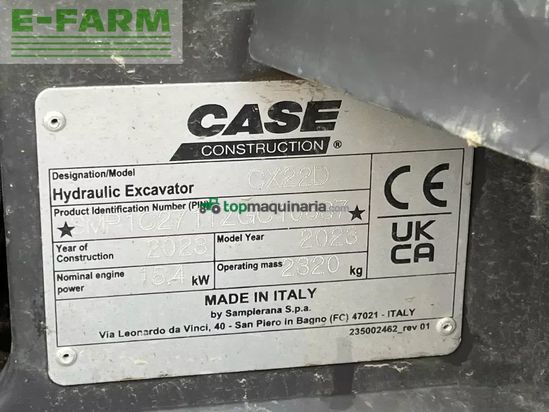 E-FARM
CASE
CONSTRUCTION ®
Designation/Model
Hydraulic Excavator CX22D
Product Identification Number (PIN)
topmaquinaria.com
Year of Construction 2023 Model Year 2023
Nominal engine power 15.4 kW Operating mass 2320 kg
CE
UK
CA
MADE IN ITALY
by Sampierana S.p.a.
Via Leonardo da Vinci, 40 - San Piero in Bagno (FC) 47021 - ITALY
235002462_rev 01